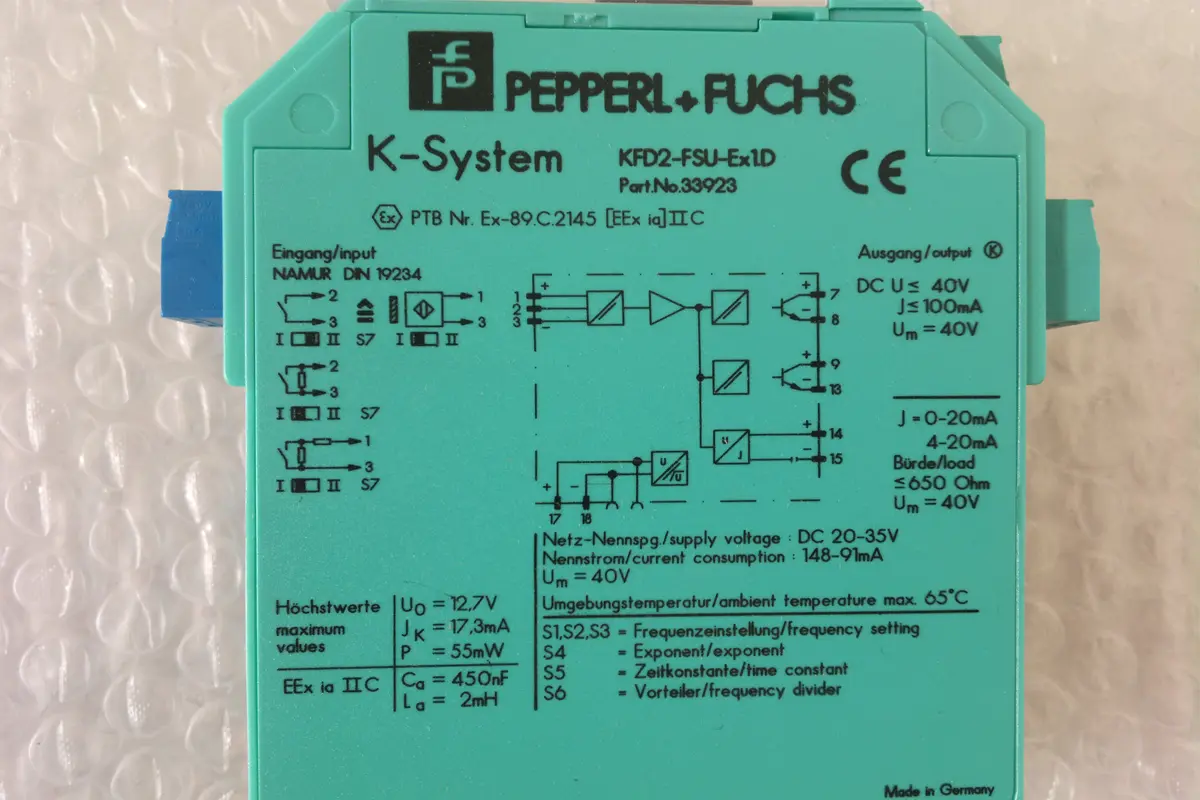 PEPPERL+FUCHS
K-System
KFD2-FSU-Ex1.D
Part.No.33923
CE
Ex PTB Nr. Ex-89.C.2145 [EEx ia] II C
Eingang/input
NAMUR DIN 19234
Ausgang/output K
2
3
1
3
I II S7 I II
2
3
I II S7
1
3
I II S7
+
1
2
3
−
+
7
−
8
+
9
−
13
+
14
−
15
U
J
U
U
+ −
17 18
DC U ≤ 40V
J ≤ 100mA
Um = 40V
J = 0-20mA
4-20mA
Bürde/load
≤ 650 Ohm
Um = 40V
Netz-Nennspg./supply voltage : DC 20-35V
Nennstrom/current consumption : 148-91mA
Um = 40V
Umgebungstemperatur/ambient temperature max. 65°C
S1,S2,S3 = Frequenzeinstellung/frequency setting
S4 = Exponent/exponent
S5 = Zeitkonstante/time constant
S6 = Vorteiler/frequency divider
Höchstwerte
maximum
values
UO = 12,7V
JK = 17,3mA
P = 55mW
EEx ia II C
Ca = 450nF
La = 2mH
Made in Germany